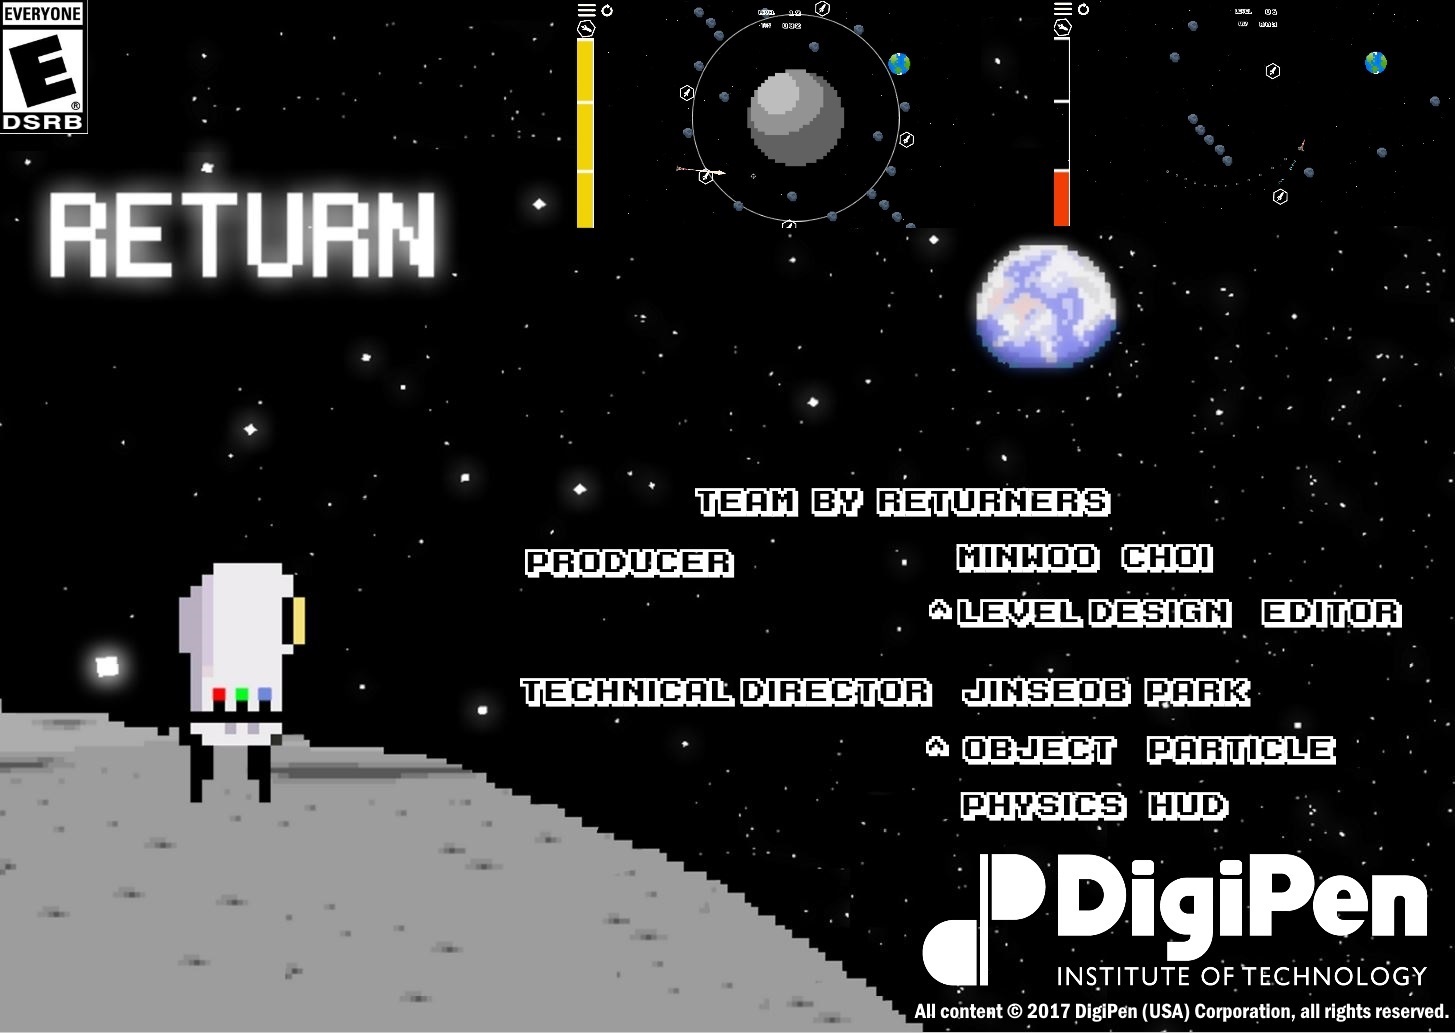 EVERYONE
E
®
DSRB
RETURN
TEAM BY RETURNERS
PRODUCER
MINWOO CHOI
^ LEVEL DESIGN EDITOR
TECHNICAL DIRECTOR JINSEOB PARK
^ OBJECT PARTICLE
PHYSICS HUD
DigiPen
INSTITUTE OF TECHNOLOGY
All content © 2017 DigiPen (USA) Corporation, all rights reserved.